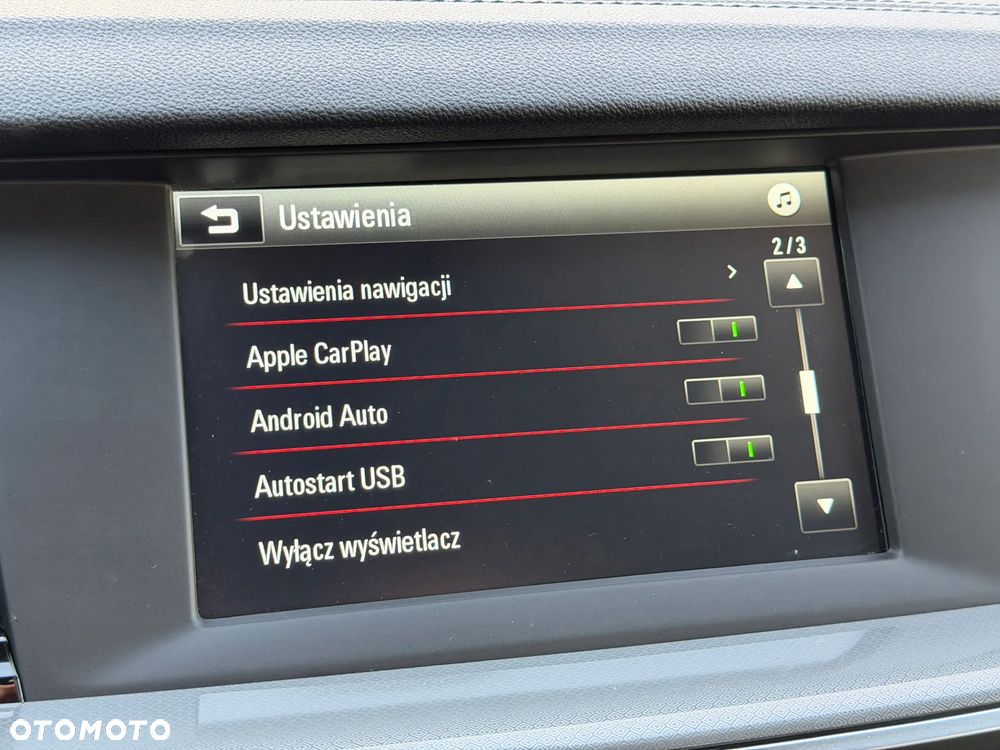 Ustawienia
2/3
Ustawienia nawigacji
Apple CarPlay
Android Auto
Autostart USB
Wyłącz wyświetlacz
OTOMOTO